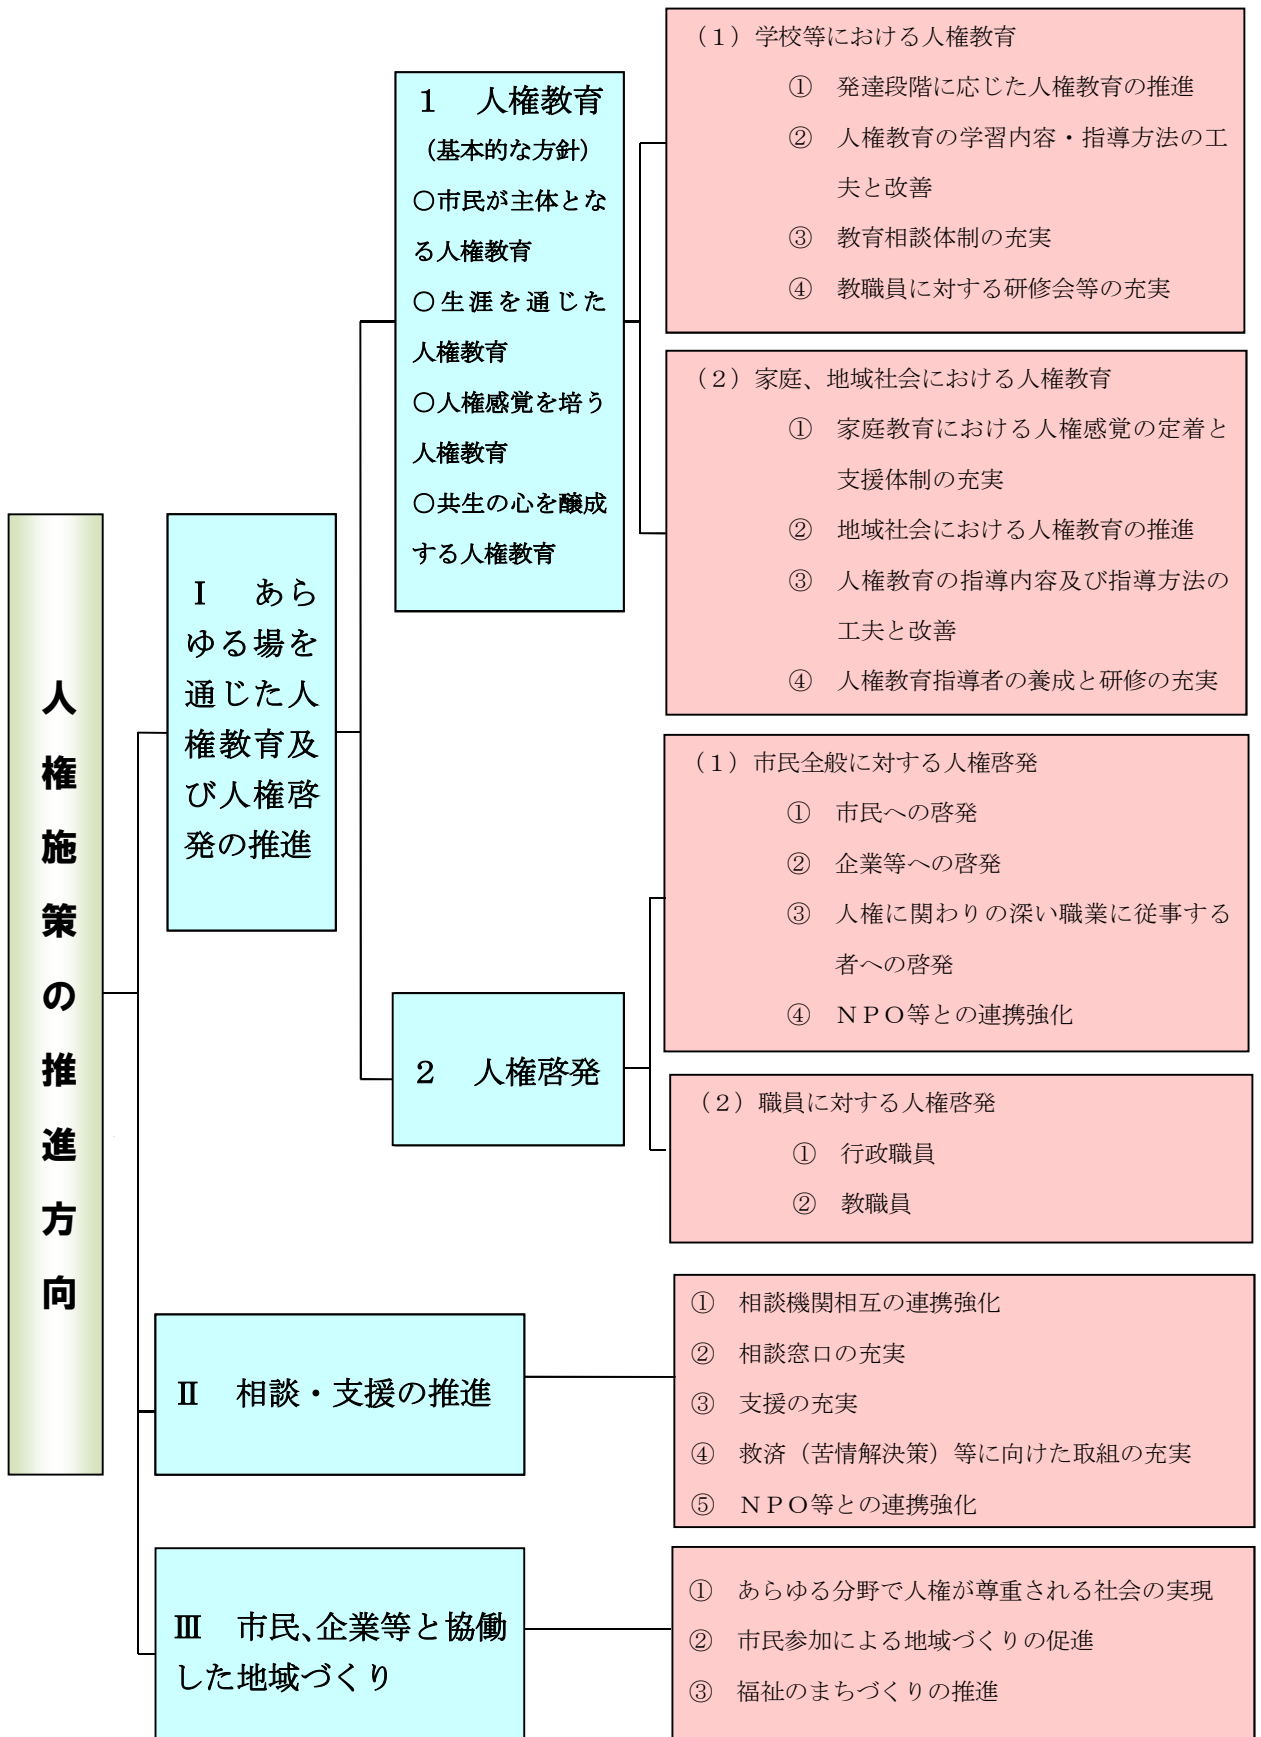 人権施策の推進方向
Ⅰ　あら
ゆる場を
通じた人
権教育及
び人権啓
発の推進
１　人権教育
（基本的な方針）
○市民が主体とな
る人権教育
○生涯を通じた
人権教育
○人権感覚を培う
人権教育
○共生の心を醸成
する人権教育
（１）学校等における人権教育
①　発達段階に応じた人権教育の推進
②　人権教育の学習内容・指導方法の工
夫と改善
③　教育相談体制の充実
④　教職員に対する研修会等の充実
（２）家庭、地域社会における人権教育
①　家庭教育における人権感覚の定着と
支援体制の充実
②　地域社会における人権教育の推進
③　人権教育の指導内容及び指導方法の
工夫と改善
④　人権教育指導者の養成と研修の充実
２　人権啓発
（１）市民全般に対する人権啓発
①　市民への啓発
②　企業等への啓発
③　人権に関わりの深い職業に従事する
者への啓発
④　ＮＰＯ等との連携強化
（２）職員に対する人権啓発
①　行政職員
②　教職員
Ⅱ　相談・支援の推進
①　相談機関相互の連携強化
②　相談窓口の充実
③　支援の充実
④　救済（苦情解決策）等に向けた取組の充実
⑤　ＮＰＯ等との連携強化
Ⅲ　市民、企業等と協働
した地域づくり
①　あらゆる分野で人権が尊重される社会の実現
②　市民参加による地域づくりの促進
③　福祉のまちづくりの推進